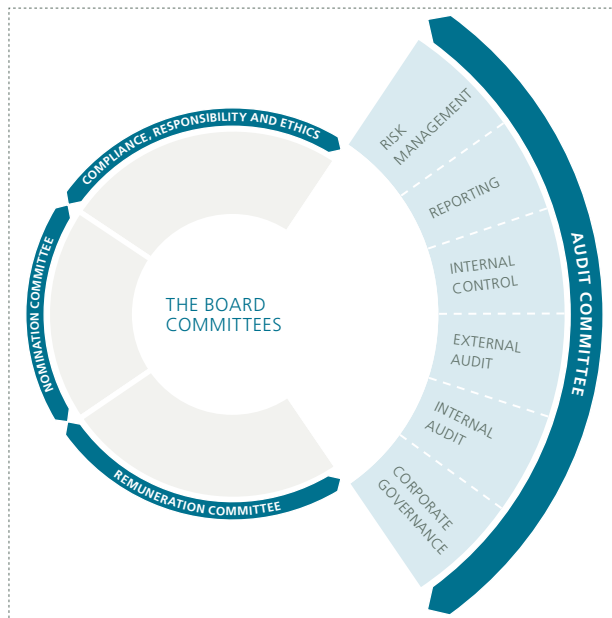 COMPLIANCE, RESPONSIBILITY AND ETHICS
NOMINATION COMMITTEE
THE BOARD
COMMITTEES
REMUNERATION COMMITTEE
RISK
MANAGEMENT
REPORTING
INTERNAL
CONTROL
EXTERNAL
AUDIT
INTERNAL
AUDIT
CORPORATE
GOVERNANCE
AUDIT COMMITTEE